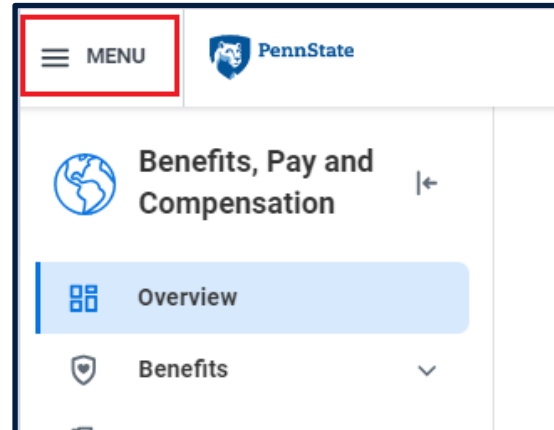 MENU
PennState
Benefits, Pay and
Compensation
Overview
Benefits